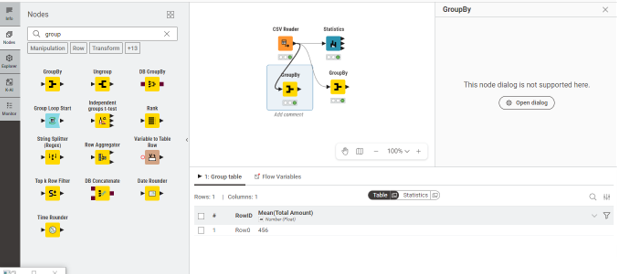 Info
Nodes
Explorer
K-AI
Monitor
Nodes
group
Manipulation
Row
Transform
+13
GroupBy
Ungroup
DB GroupBy
Group Loop Start
Independent
groups t-test
Rank
String Splitter
(Regex)
Row Aggregator
Variable to Table
Row
Top k Row Filter
DB Concatenate
Date Rounder
Time Rounder
CSV Reader
Statistics
GroupBy
GroupBy
Add comment
100%
GroupBy
This node dialog is not supported here.
Open dialog
1: Group table
Flow Variables
Rows: 1 | Columns: 1
Table
Statistics
#
RowID
Mean(Total Amount)
Number (Float)
1
Row0
456